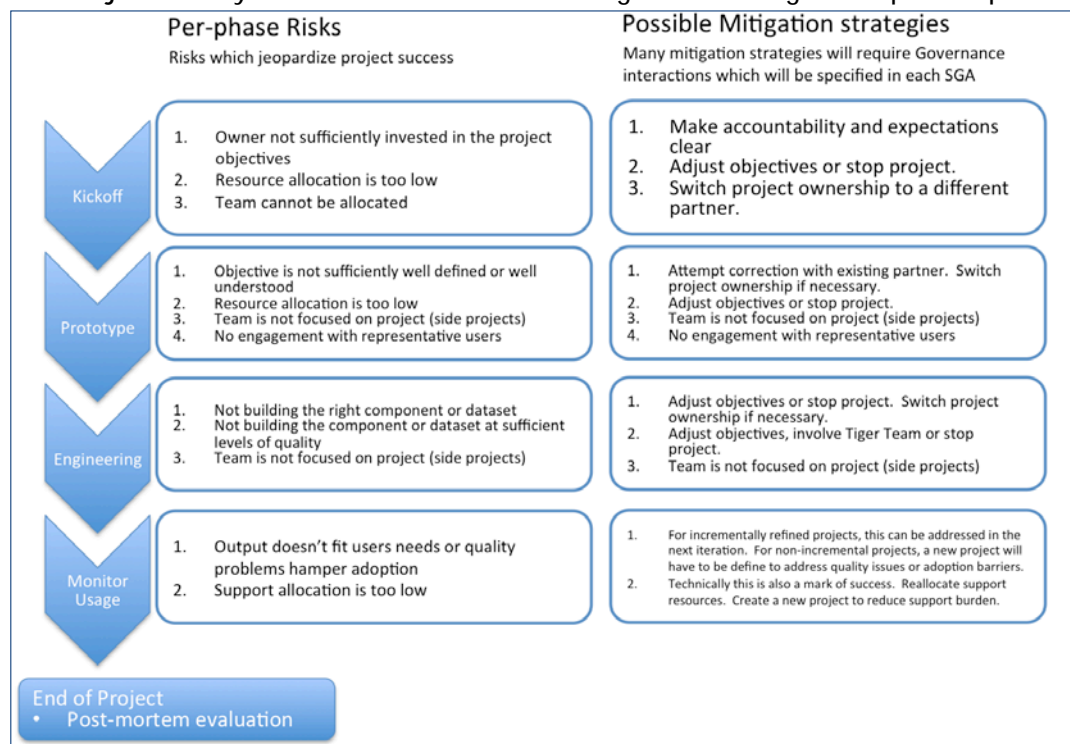 Per-phase Risks
Risks which jeopardize project success
Possible Mitigation strategies
Many mitigation strategies will require Governance
interactions which will be specified in each SGA
Kickoff
1. Owner not sufficiently invested in the project
objectives
2. Resource allocation is too low
3. Team cannot be allocated
1. Make accountability and expectations
clear
2. Adjust objectives or stop project.
3. Switch project ownership to a different
partner.
Prototype
1. Objective is not sufficiently well defined or well
understood
2. Resource allocation is too low
3. Team is not focused on project (side projects)
4. No engagement with representative users
1. Attempt correction with existing partner. Switch
project ownership if necessary.
2. Adjust objectives or stop project.
3. Team is not focused on project (side projects)
4. No engagement with representative users
Engineering
1. Not building the right component or dataset
2. Not building the component or dataset at sufficient
levels of quality
3. Team is not focused on project (side projects)
1. Adjust objectives or stop project. Switch project
ownership if necessary.
2. Adjust objectives, involve Tiger Team or stop
project.
3. Team is not focused on project (side projects)
Monitor
Usage
1. Output doesn't fit users needs or quality
problems hamper adoption
2. Support allocation is too low
1. For incrementally refined projects, this can be addressed in the
next iteration. For non-incremental projects, a new project will
have to be define to address quality issues or adoption barriers.
2. Technically this is also a mark of success. Reallocate support
resources. Create a new project to reduce support burden.
End of Project
• Post-mortem evaluation